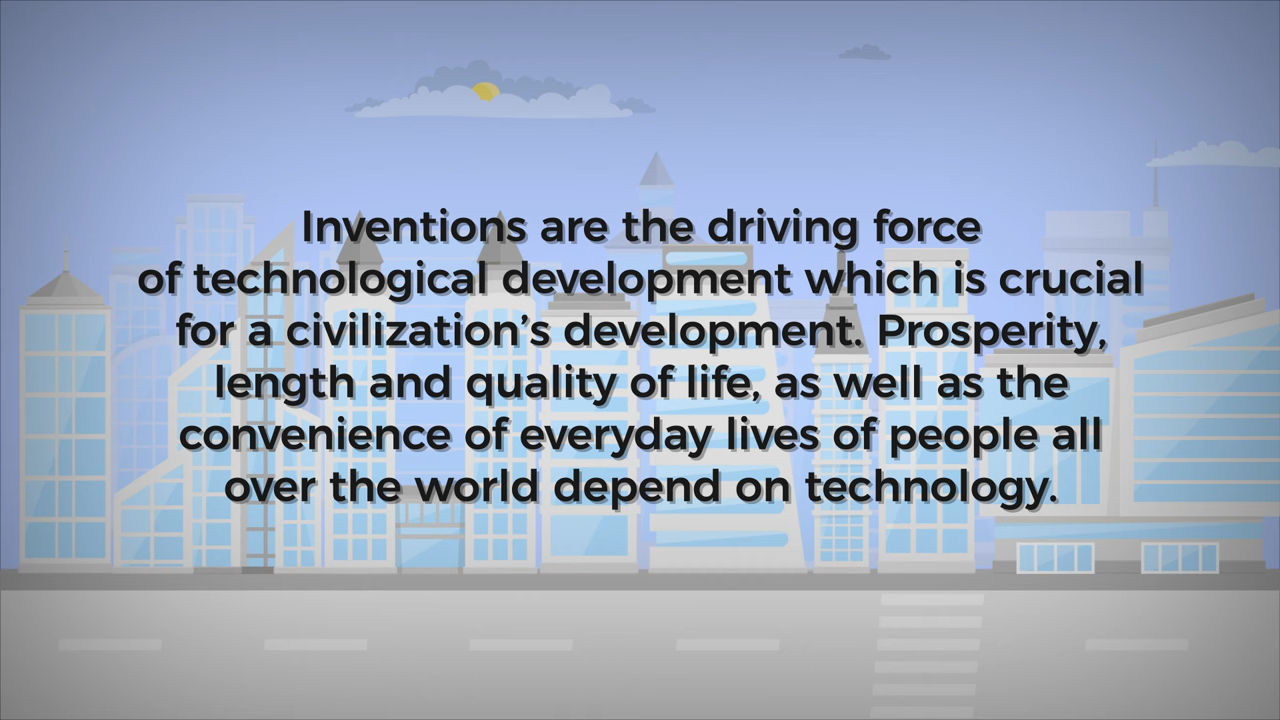 Inventions are the driving force
of technological development which is crucial
for a civilization’s development. Prosperity,
length and quality of life, as well as the
convenience of everyday lives of people all
over the world depend on technology.